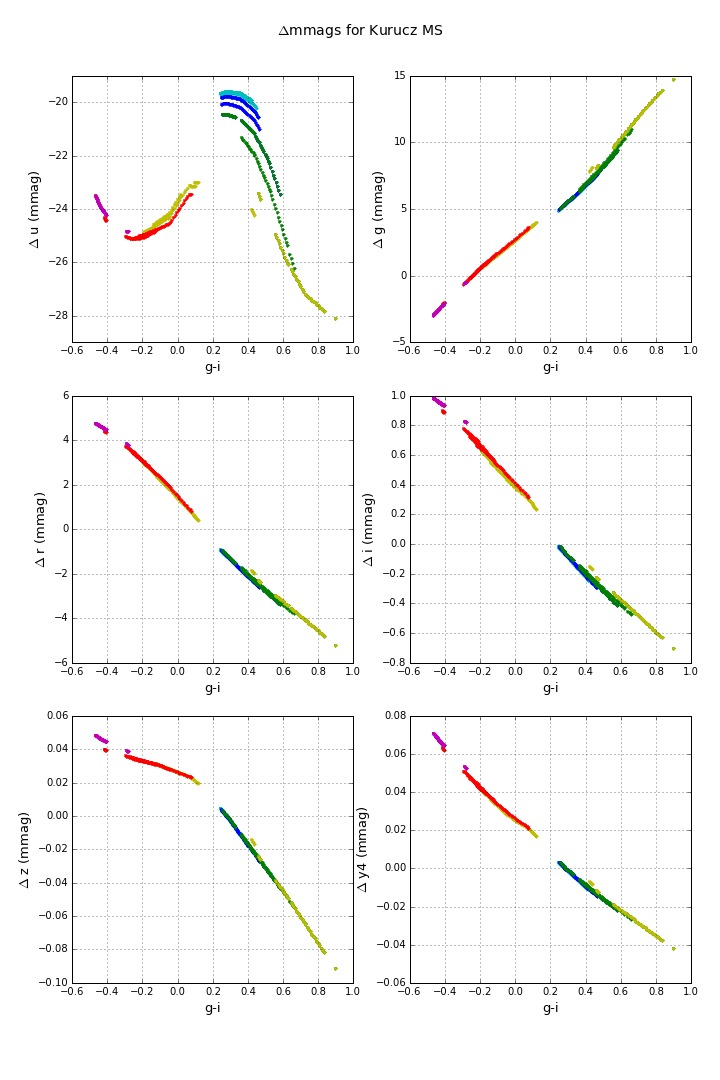 Δmmags for Kurucz MS
Δ u (mmag)
−20
−22
−24
−26
−28
−0.6 −0.4 −0.2 0.0 0.2 0.4 0.6 0.8 1.0
g-i
Δ g (mmag)
15
10
5
0
−5
−0.6 −0.4 −0.2 0.0 0.2 0.4 0.6 0.8 1.0
g-i
Δ r (mmag)
6
4
2
0
−2
−4
−6
−0.6 −0.4 −0.2 0.0 0.2 0.4 0.6 0.8 1.0
g-i
Δ i (mmag)
1.0
0.8
0.6
0.4
0.2
0.0
−0.2
−0.4
−0.6
−0.8
−0.6 −0.4 −0.2 0.0 0.2 0.4 0.6 0.8 1.0
g-i
Δ z (mmag)
0.06
0.04
0.02
0.00
−0.02
−0.04
−0.06
−0.08
−0.10
−0.6 −0.4 −0.2 0.0 0.2 0.4 0.6 0.8 1.0
g-i
Δ y4 (mmag)
0.08
0.06
0.04
0.02
0.00
−0.02
−0.04
−0.06
−0.6 −0.4 −0.2 0.0 0.2 0.4 0.6 0.8 1.0
g-i